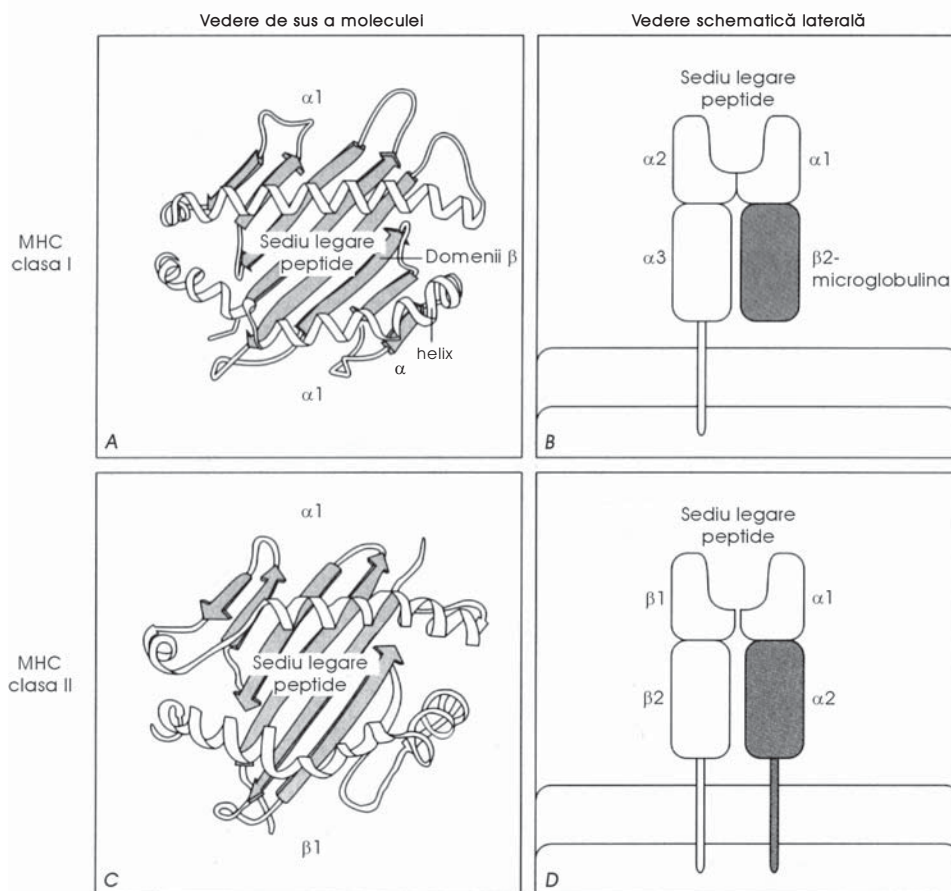 Vedere de sus a moleculei
Vedere schematică laterală
MHC
clasa I
α1
Sediu legare
peptide
Domenii β
helix
α
α1
A
Sediu legare
peptide
α2
α1
α3
β2-
microglobulina
B
MHC
clasa II
α1
Sediu legare
peptide
β1
C
Sediu legare
peptide
β1
α1
β2
α2
D